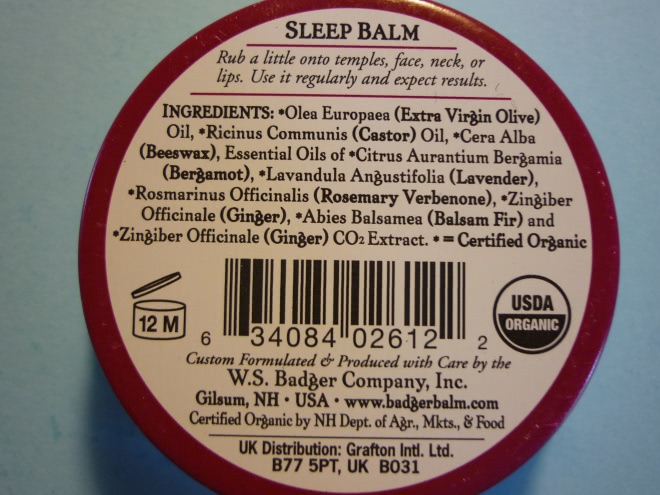 SLEEP BALM
Rub a little onto temples, face, neck, or
lips. Use it regularly and expect results.
INGREDIENTS: *Olea Europaea (Extra Virgin Olive)
Oil, *Ricinus Communis (Castor) Oil, *Cera Alba
(Beeswax), Essential Oils of *Citrus Aurantium Bergamia
(Bergamot), *Lavandula Angustifolia (Lavender),
*Rosmarinus Officinalis (Rosemary Verbenone), *Zingiber
Officinale (Ginger), *Abies Balsamea (Balsam Fir) and
*Zingiber Officinale (Ginger) CO2 Extract. * = Certified Organic
12 M
USDA
ORGANIC
6 34084 02612 2
Custom Formulated & Produced with Care by the
W.S. Badger Company, Inc.
Gilsum, NH • USA • www.badgerbalm.com
Certified Organic by NH Dept. of Agr., Mkts., & Food
UK Distribution: Grafton Intl. Ltd.
B77 5PT, UK B031